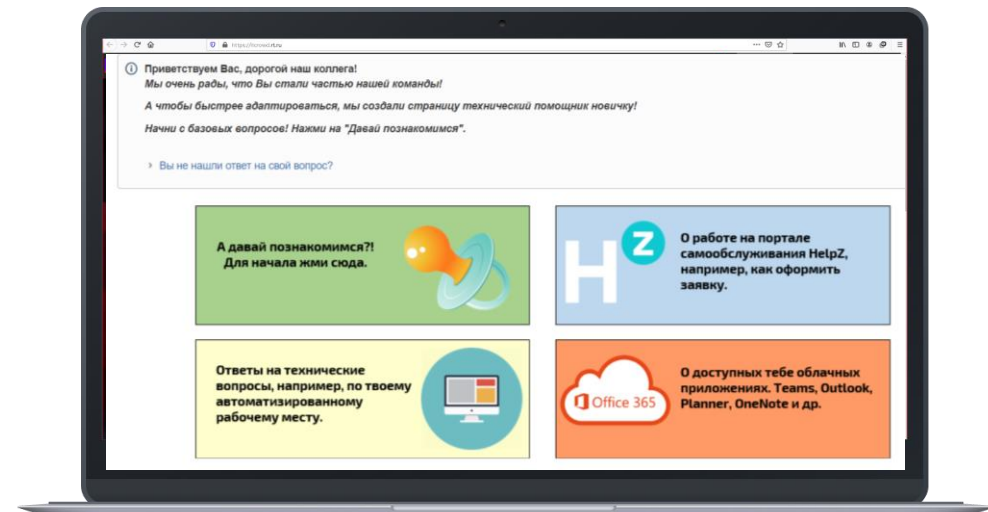 Приветствуем Вас, дорогой наш коллега!
Мы очень рады, что Вы стали частью нашей команды!
А чтобы быстрее адаптироваться, мы создали страницу технический помощник новичку!
Начни с базовых вопросов! Нажми на "Давай познакомимся".
Вы не нашли ответ на свой вопрос?
А давай познакомимся?!
Для начала жми сюда.
HZ
О работе на портале
самообслуживания HelpZ,
например, как оформить
заявку.
Ответы на технические
вопросы, например, по твоему
автоматизированному
рабочему месту.
Office 365
О доступных тебе облачных
приложениях. Teams, Outlook,
Planner, OneNote и др.